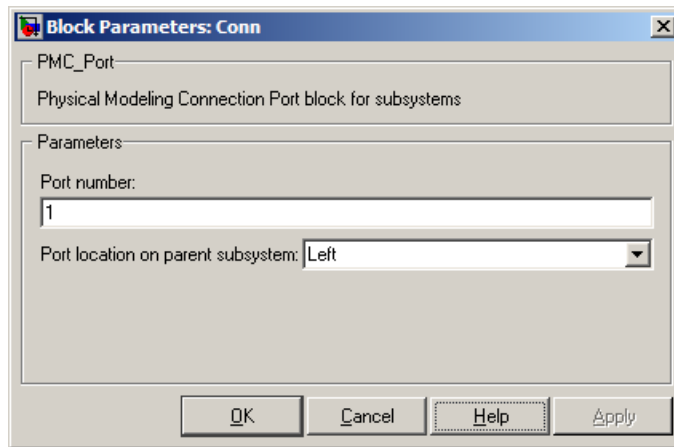 Block Parameters: Conn
PMC_Port
Physical Modeling Connection Port block for subsystems
Parameters
Port number:
1
Port location on parent subsystem: Left
OK Cancel Help Apply